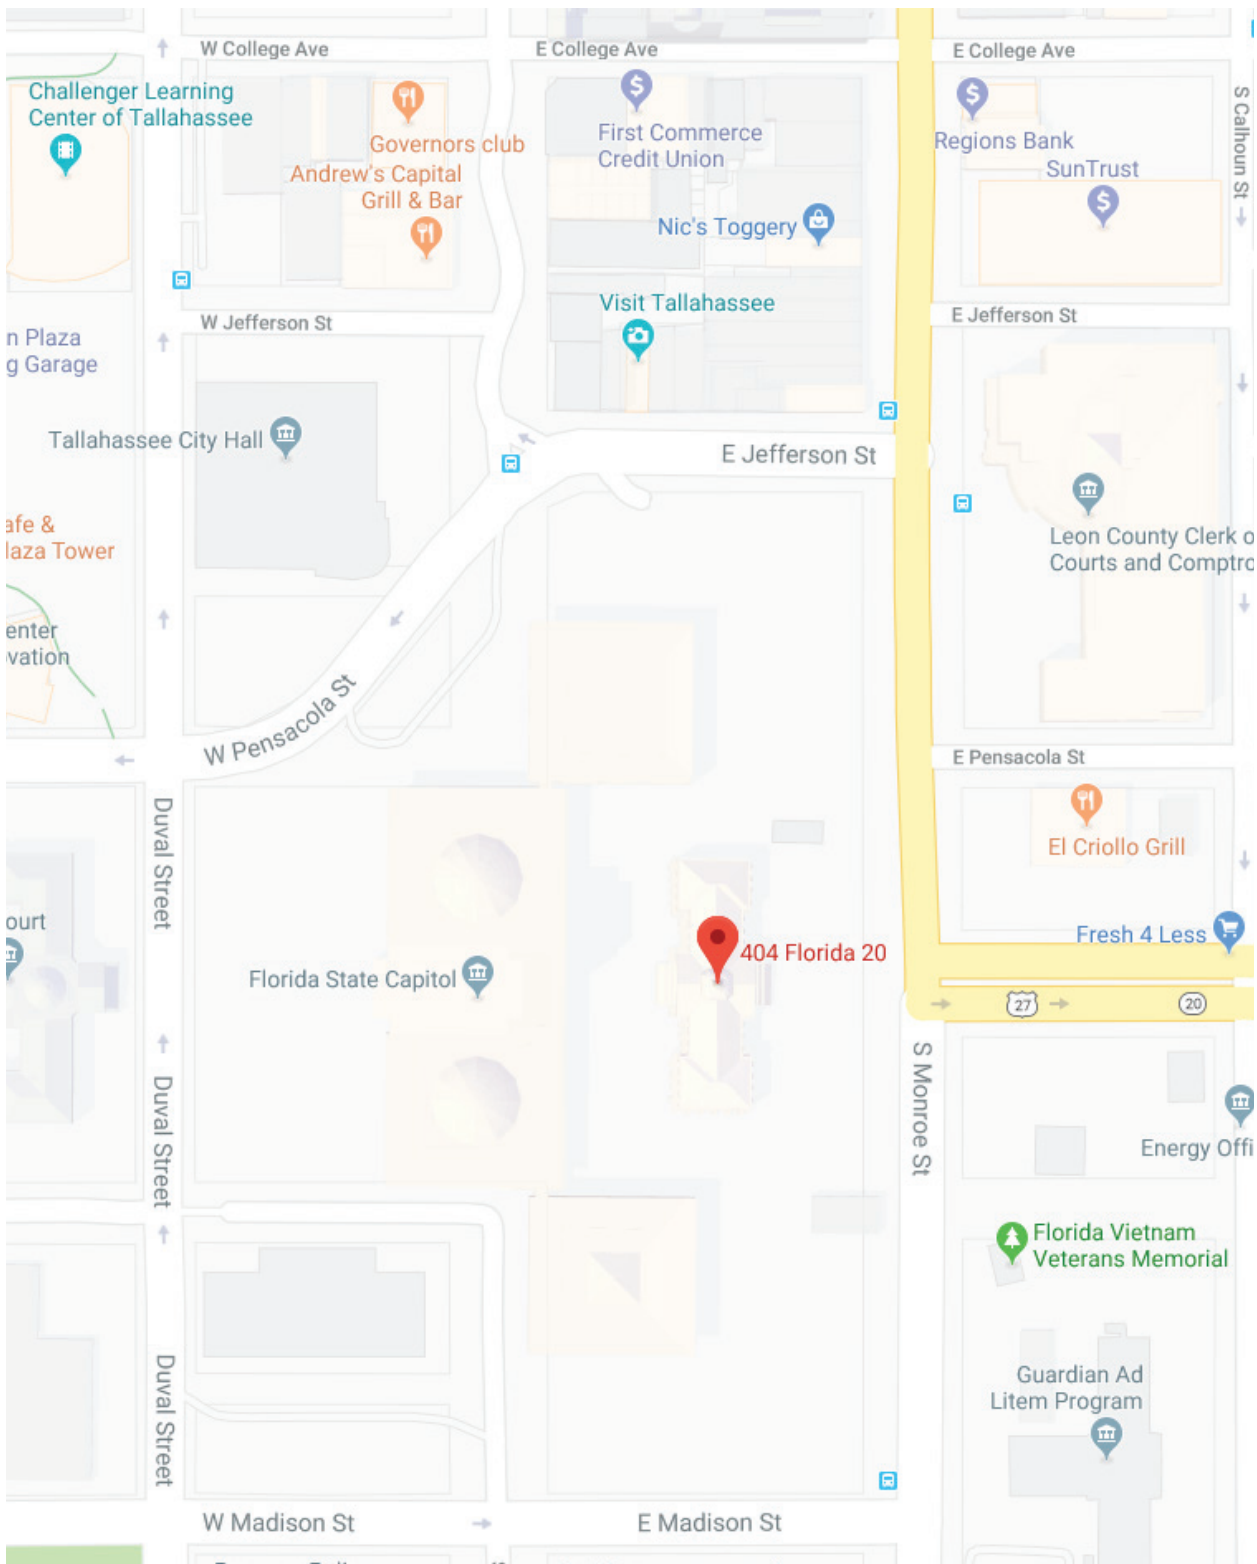 W College Ave
E College Ave
E College Ave
Challenger Learning
Center of Tallahassee
Governors club
Andrew's Capital
Grill & Bar
First Commerce
Credit Union
Regions Bank
SunTrust
S Calhoun St
Nic's Toggery
Visit Tallahassee
W Jefferson St
E Jefferson St
n Plaza
g Garage
Tallahassee City Hall
E Jefferson St
Leon County Clerk o
Courts and Comptro
afe &
laza Tower
enter
vation
W Pensacola St
E Pensacola St
Duval Street
El Criollo Grill
ourt
Fresh 4 Less
404 Florida 20
Florida State Capitol
27
20
S Monroe St
Duval Street
Energy Offi
Florida Vietnam
Veterans Memorial
Guardian Ad
Litem Program
Duval Street
W Madison St
E Madison St